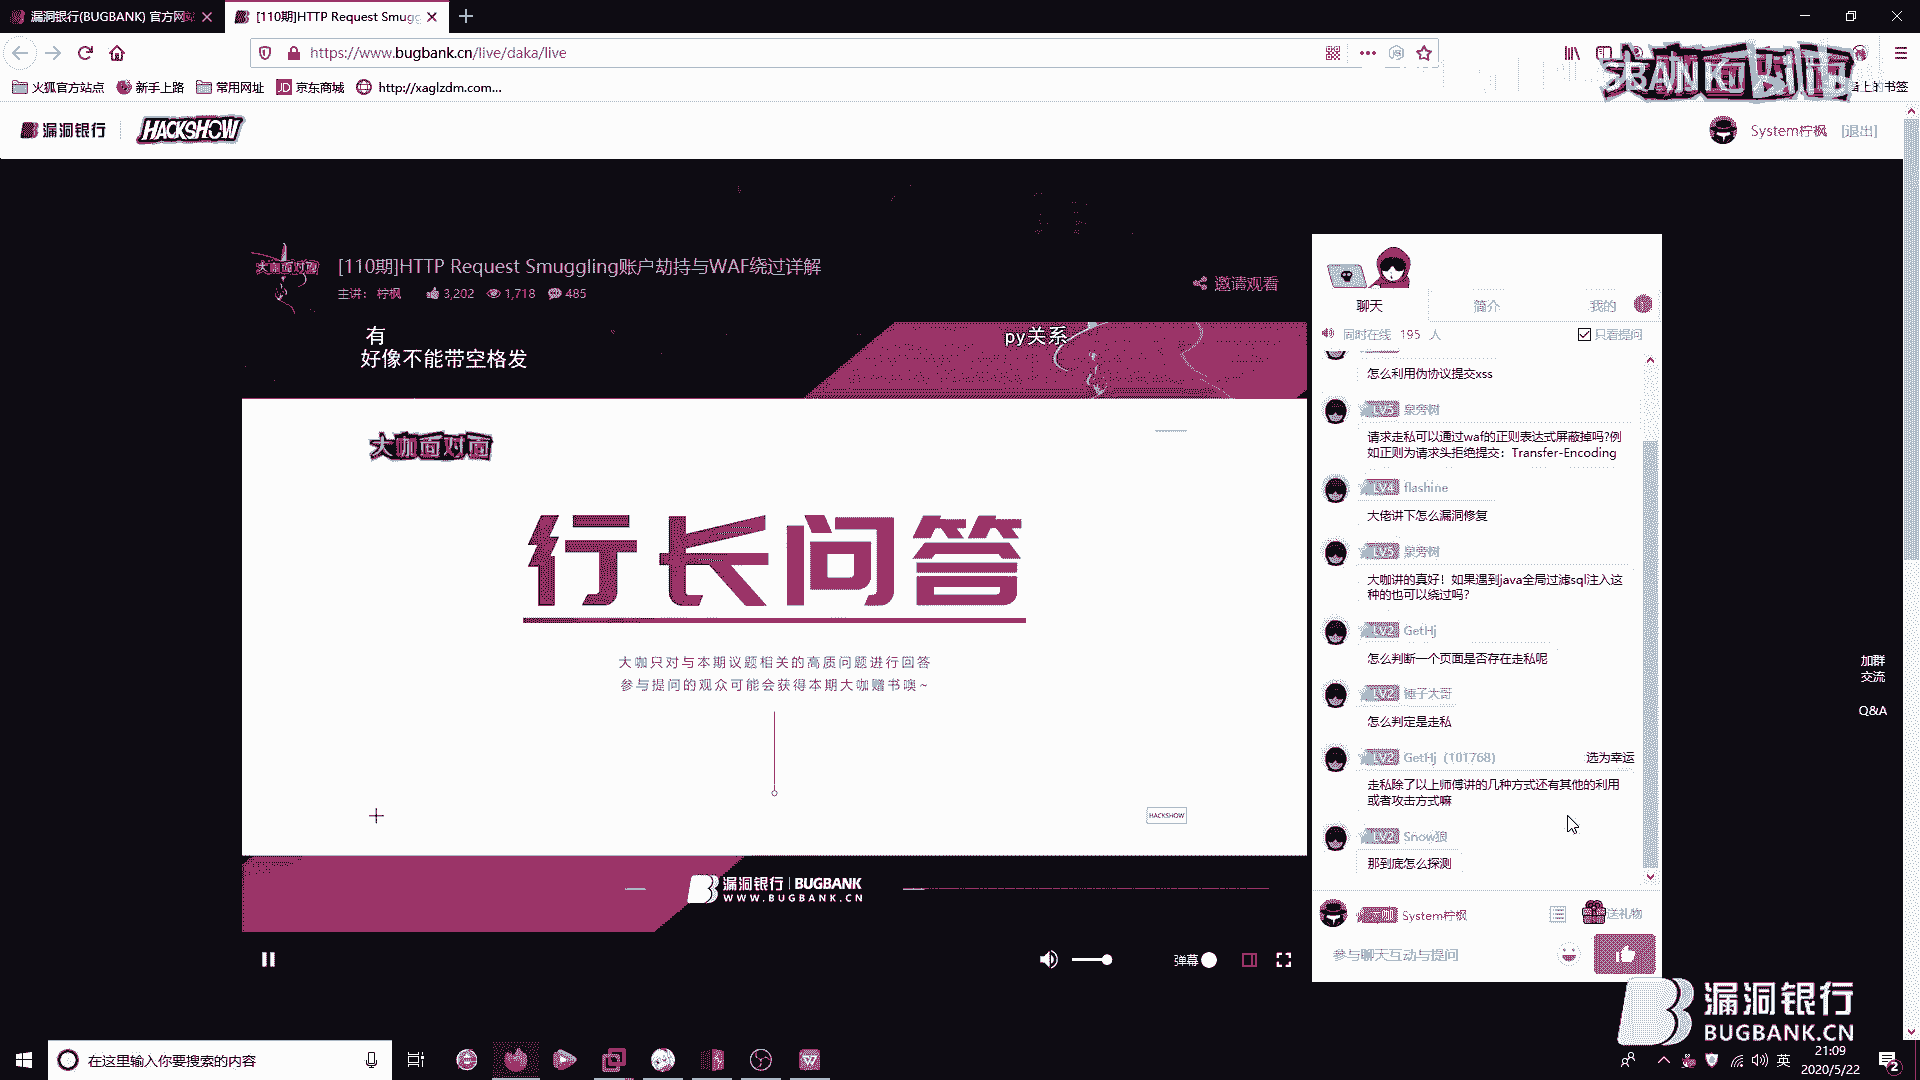 漏洞银行(BUGBANK) 官方网
[110期]HTTP Request Smugg
https://www.bugbank.cn/live/daka/live
火狐官方站点
新手上路
常用网址
JD 京东商城
http://xaglzdm.com...
上的书签
漏洞银行
HACKSHOW
System柠枫
[退出]
大咖面对面
[110期]HTTP Request Smuggling账户劫持与WAF绕过详解
主讲： 柠枫
3,202
1,718
485
邀请观看
有
好像不能带空格发
py关系
大咖面对面
行长问答
大咖只对与本期议题相关的高质问题进行回答
参与提问的观众可能会获得本期大咖赠书噢~
HACKSHOW
漏洞银行 | BUGBANK
WWW.BUGBANK.CN
弹幕
聊天
简介
我的
同时在线 195 人
只看提问
怎么利用伪协议提交xss
LV5 泉旁树
请求走私可以通过waf的正则表达式屏蔽掉吗?例
如正则为请求头拒绝提交：Transfer-Encoding
LV4 flashine
大佬讲下怎么漏洞修复
LV5 泉旁树
大咖讲的真好！如果遇到java全局过滤sql注入这
种的也可以绕过吗?
LV2 GetHj
怎么判断一个页面是否存在走私呢
LV2 锤子大哥
怎么判定是走私
LV2 GetHj (101768)
选为幸运
走私除了以上师傅讲的几种方式还有其他的利用
或者攻击方式嘛
LV2 Snow狼
那到底怎么探测
大咖 System柠枫
送礼物
参与聊天互动与提问
加群
交流
Q&A
漏洞银行
BUGBANK.CN
在这里输入你要搜索的内容
英
21:09
2020/5/22
2